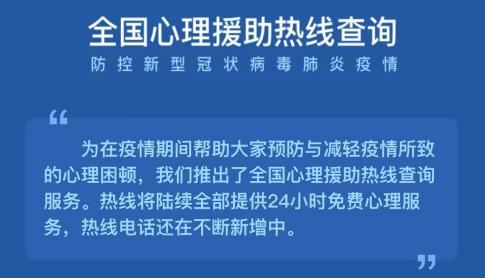 全国心理援助热线查询
防控新型冠状病毒肺炎疫情
“
为在疫情期间帮助大家预防与减轻疫情所致
的心理困顿，我们推出了全国心理援助热线查询
服务。热线将陆续全部提供24小时免费心理服
务，热线电话还在不断新增中。
”